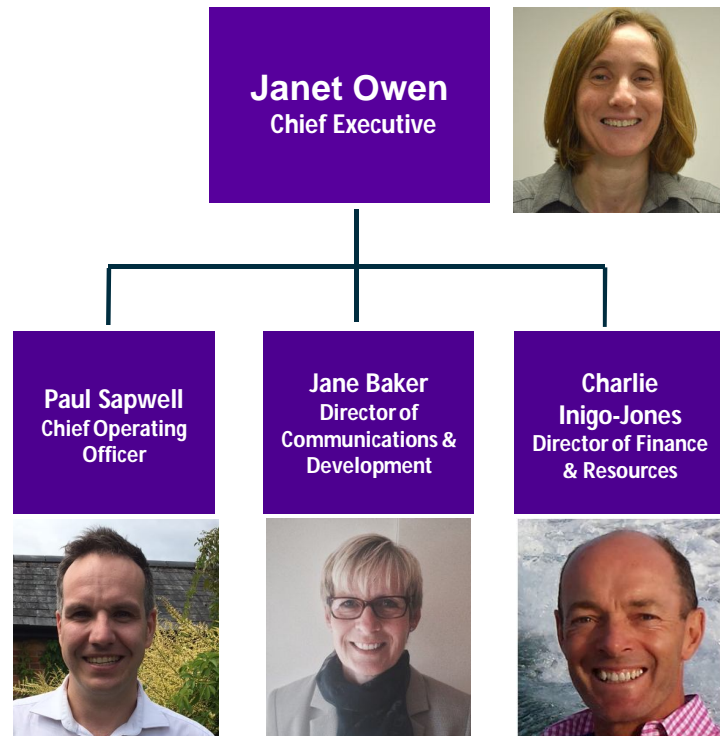 Janet Owen
Chief Executive
Paul Sapwell
Chief Operating
Officer
Jane Baker
Director of
Communications &
Development
Charlie
Inigo-Jones
Director of Finance
& Resources